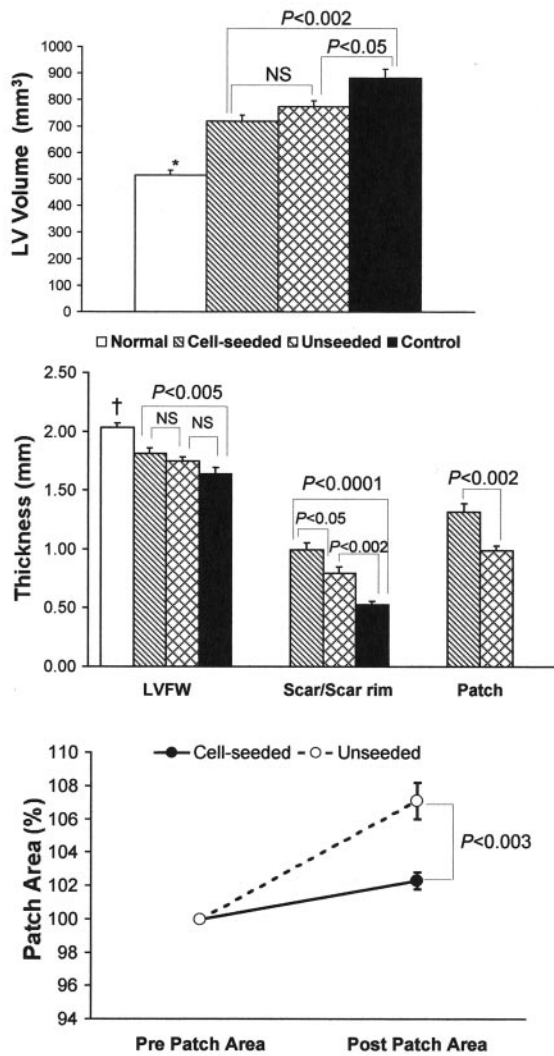 P<0.002
P<0.05
NS
1000
900
800
700
600
500
400
300
200
100
0
LV Volume (mm³)
*
Normal Cell-seeded Unseeded Control
2.50
2.00
1.50
1.00
0.50
0.00
Thickness (mm)
†
P<0.005
NS
NS
P<0.0001
P<0.05
P<0.002
P<0.002
LVFW Scar/Scar rim Patch
110
108
106
104
102
100
98
96
94
Patch Area (%)
Cell-seeded Unseeded
P<0.003
Pre Patch Area Post Patch Area